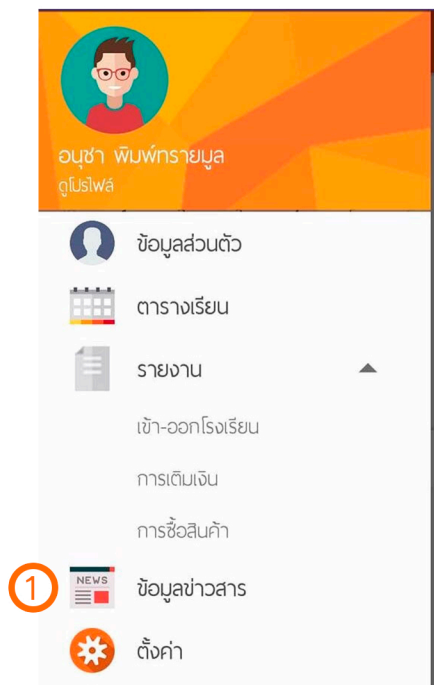 อนุชา พิมพ์ทรายมูล
ดูโปรไฟล์
ข้อมูลส่วนตัว
ตารางเรียน
รายงาน
เข้า-ออกโรงเรียน
การเติมเงิน
การซื้อสินค้า
1
NEWS
ข้อมูลข่าวสาร
ตั้งค่า